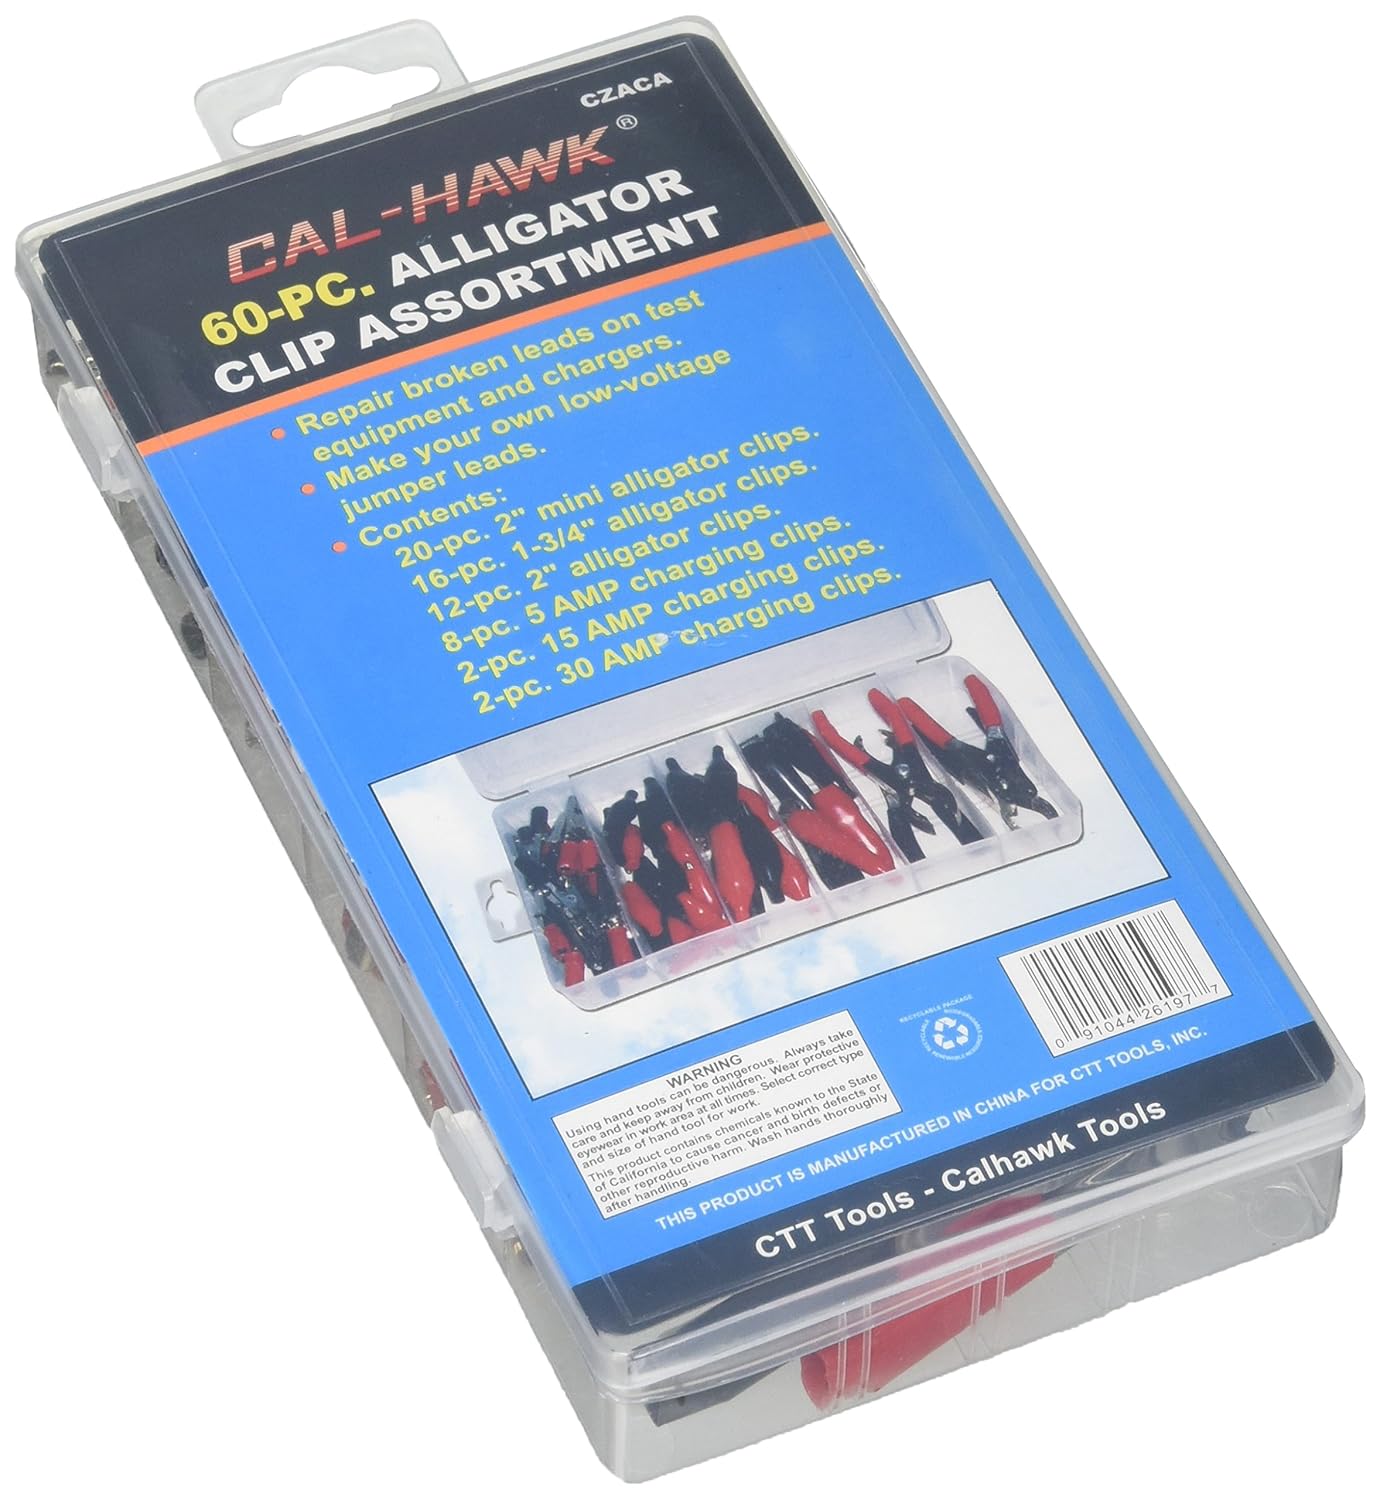 CZACA
CAL-HAWK®
60-PC. ALLIGATOR
CLIP ASSORTMENT
• Repair broken leads on test
equipment and chargers.
• Make your own low-voltage
jumper leads.
• Contents:
20-pc. 2" mini alligator clips.
16-pc. 1-3/4" alligator clips.
12-pc. 2" alligator clips.
8-pc. 5 AMP charging clips.
2-pc. 15 AMP charging clips.
2-pc. 30 AMP charging clips.
WARNING
Using hand tools can be dangerous. Always take
care and keep away from children. Wear protective
eyewear in work area at all times. Select correct type
and size of hand tool for work.
This product contains chemicals known to the State
of California to cause cancer and birth defects or
other reproductive harm. Wash hands thoroughly
after handling.
RECYCLABLE PACKAGE
RECYCLABLE BIODEGRADABLE RENEWABLE RESOURCE
0 91044 26197 7
THIS PRODUCT IS MANUFACTURED IN CHINA FOR CTT TOOLS, INC.
CTT Tools - Calhawk Tools